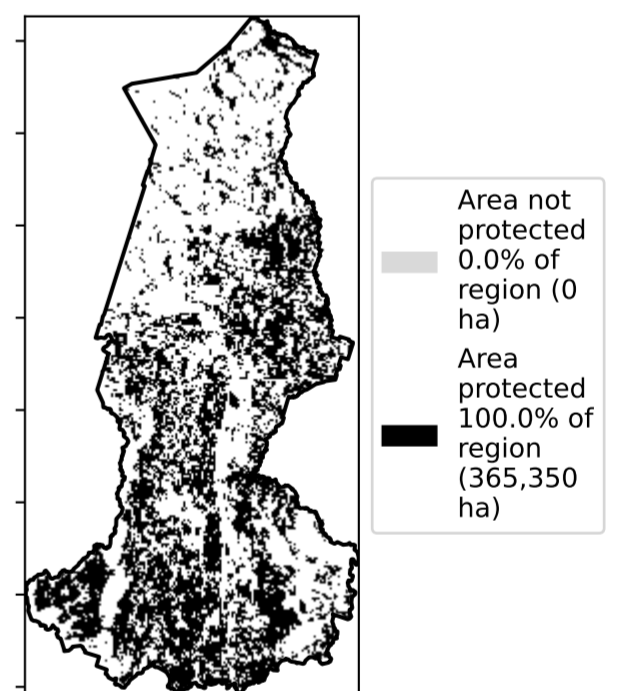 Area not
protected
0.0% of
region (0
ha)
Area
protected
100.0% of
region
(365,350
ha)